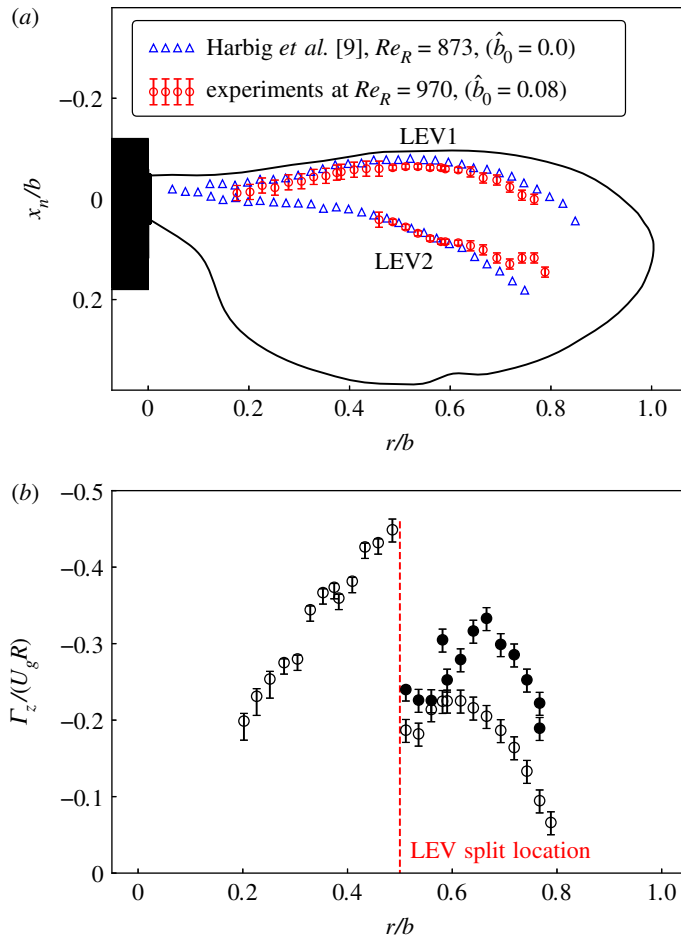 (a)
Harbig et al. [9], Re_R = 873, (b̂_0 = 0.0)
experiments at Re_R = 970, (b̂_0 = 0.08)
−0.2
0
0.2
x_n/b
LEV1
LEV2
0 0.2 0.4 0.6 0.8 1.0
r/b
(b)
−0.5
−0.4
−0.3
−0.2
−0.1
0
Γ_z/(U_g R)
LEV split location
0 0.2 0.4 0.6 0.8 1.0
r/b